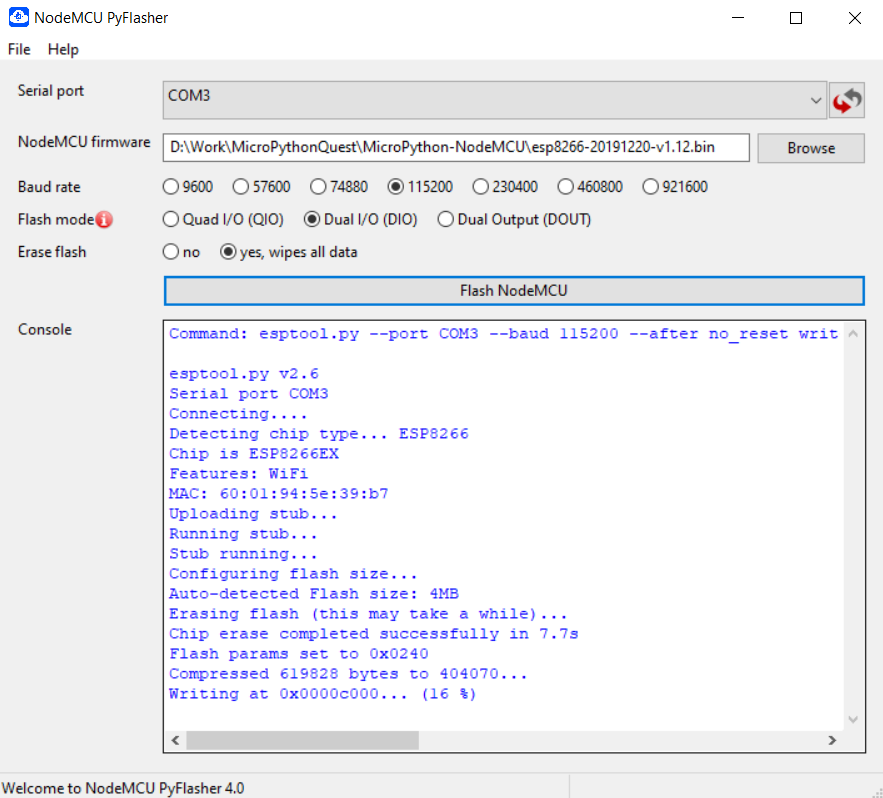 NodeMCU PyFlasher
File Help
Serial port COM3
NodeMCU firmware D:\Work\MicroPythonQuest\MicroPython-NodeMCU\esp8266-20191220-v1.12.bin Browse
Baud rate 9600 57600 74880 115200 230400 460800 921600
Flash mode Quad I/O (QIO) Dual I/O (DIO) Dual Output (DOUT)
Erase flash no yes, wipes all data
Flash NodeMCU
Console
Command: esptool.py --port COM3 --baud 115200 --after no_reset writ
esptool.py v2.6
Serial port COM3
Connecting....
Detecting chip type... ESP8266
Chip is ESP8266EX
Features: WiFi
MAC: 60:01:94:5e:39:b7
Uploading stub...
Running stub...
Stub running...
Configuring flash size...
Auto-detected Flash size: 4MB
Erasing flash (this may take a while)...
Chip erase completed successfully in 7.7s
Flash params set to 0x0240
Compressed 619828 bytes to 404070...
Writing at 0x0000c000... (16 %)
Welcome to NodeMCU PyFlasher 4.0